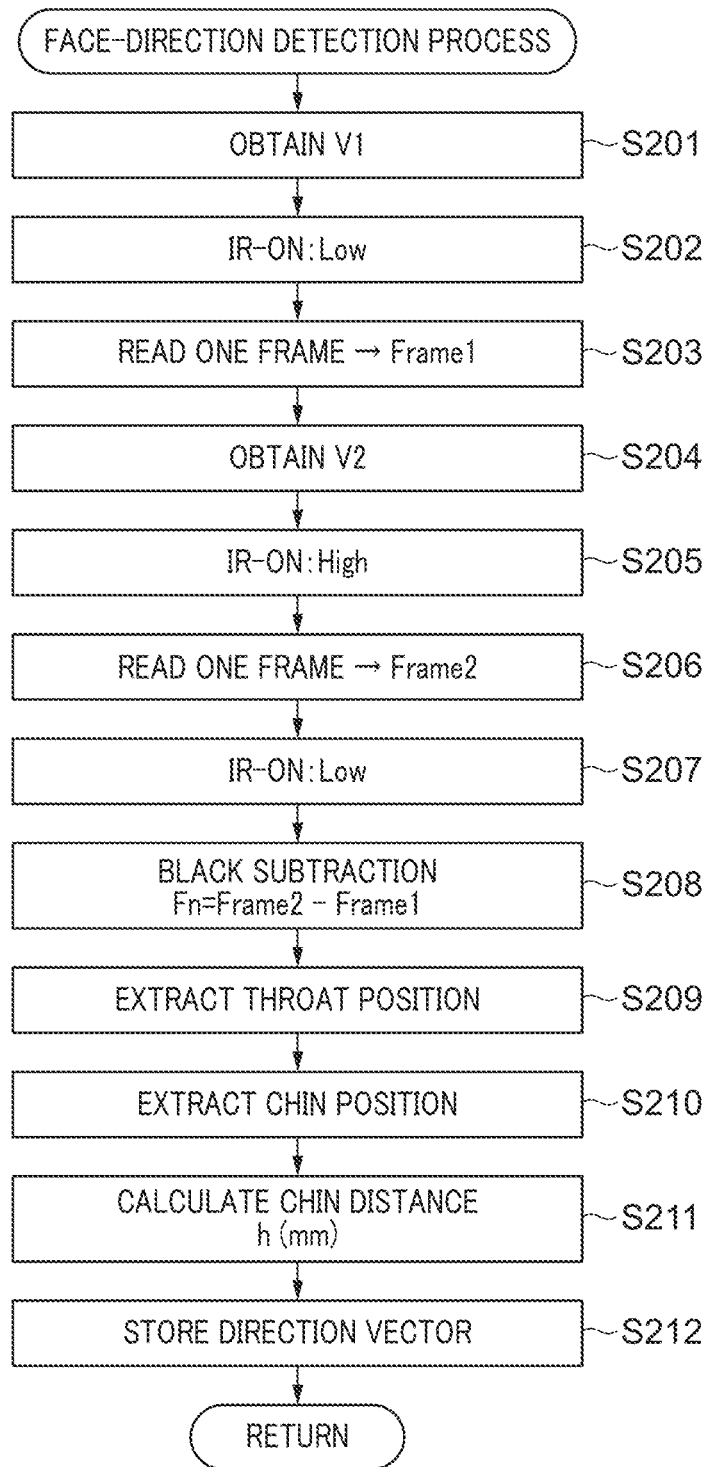 FACE-DIRECTION DETECTION PROCESS
OBTAIN V1
S201
IR-ON:Low
S202
READ ONE FRAME → Frame1
S203
OBTAIN V2
S204
IR-ON:High
S205
READ ONE FRAME → Frame2
S206
IR-ON:Low
S207
BLACK SUBTRACTION
Fn=Frame2 - Frame1
S208
EXTRACT THROAT POSITION
S209
EXTRACT CHIN POSITION
S210
CALCULATE CHIN DISTANCE
h (mm)
S211
STORE DIRECTION VECTOR
S212
RETURN